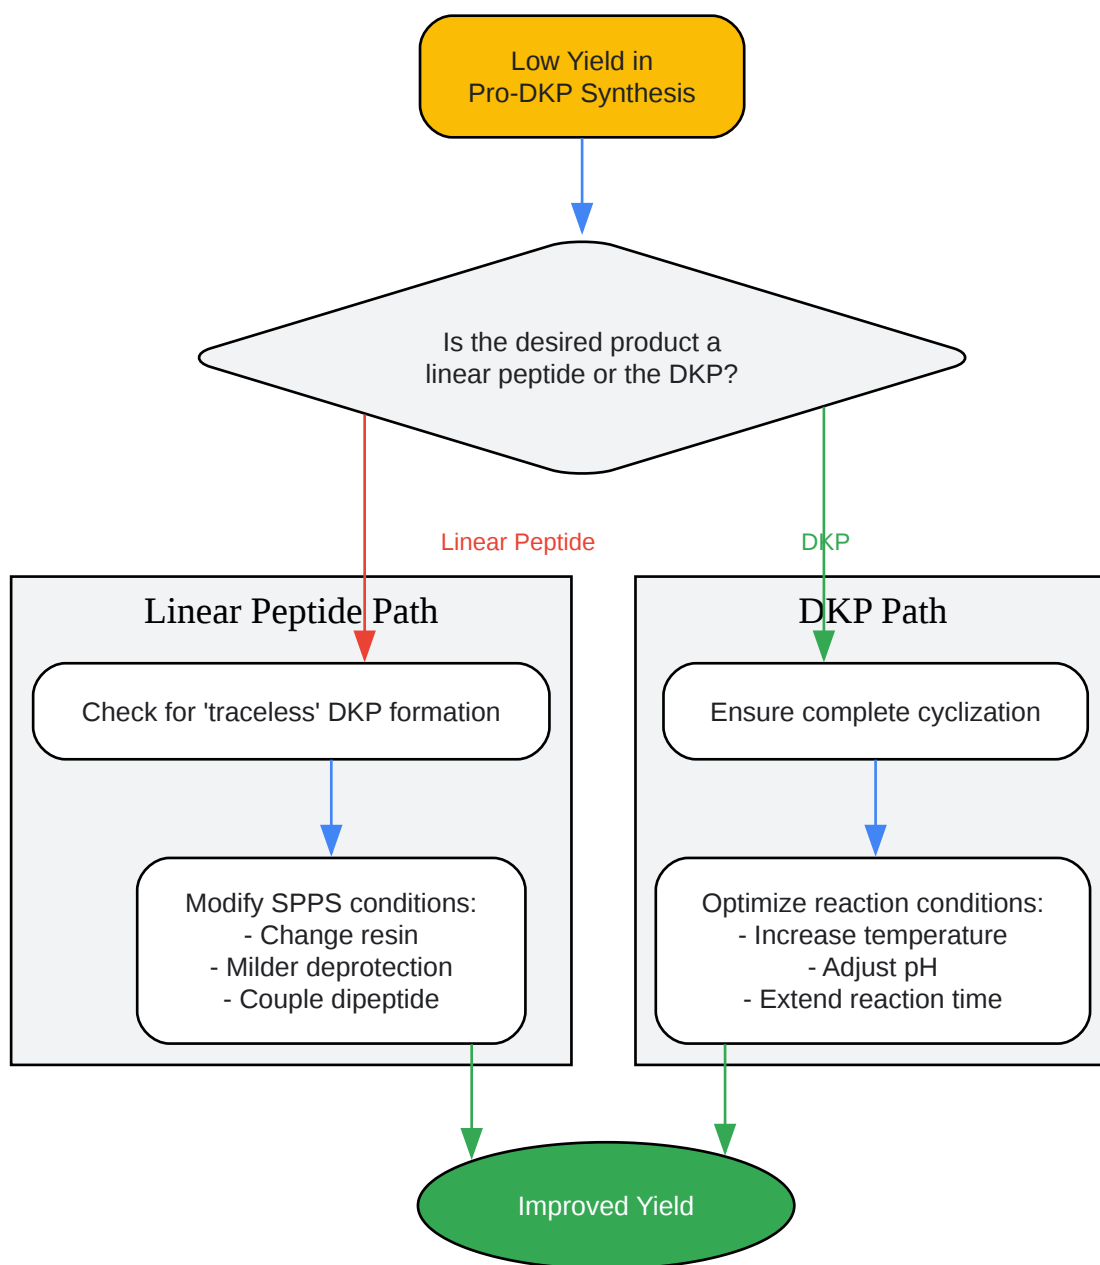 Low Yield in
Pro-DKP Synthesis
Is the desired product a
linear peptide or the DKP?
Linear Peptide
DKP
Linear Peptide Path
Check for 'traceless' DKP formation
Modify SPPS conditions:
- Change resin
- Milder deprotection
- Couple dipeptide
DKP Path
Ensure complete cyclization
Optimize reaction conditions:
- Increase temperature
- Adjust pH
- Extend reaction time
Improved Yield